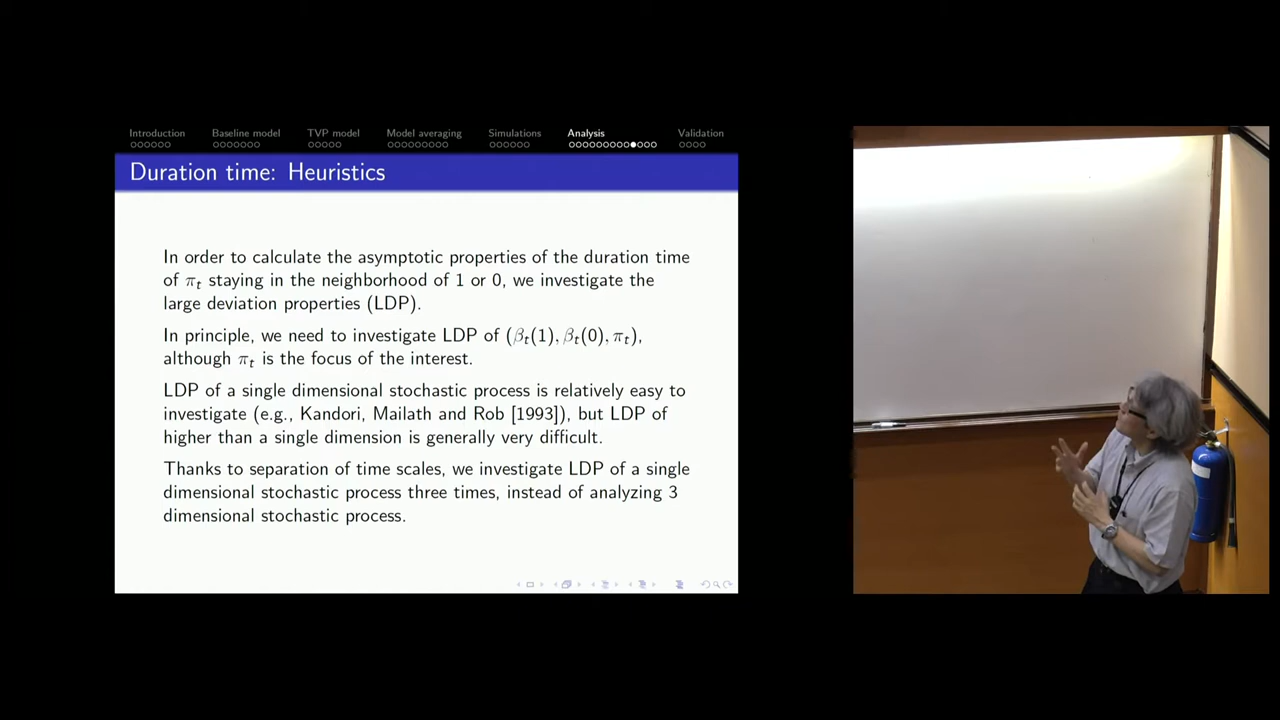 Introduction Baseline model TVP model Model averaging Simulations Analysis Validation
Duration time: Heuristics
In order to calculate the asymptotic properties of the duration time
of πt staying in the neighborhood of 1 or 0, we investigate the
large deviation properties (LDP).
In principle, we need to investigate LDP of (βt(1), βt(0), πt),
although πt is the focus of the interest.
LDP of a single dimensional stochastic process is relatively easy to
investigate (e.g., Kandori, Mailath and Rob [1993]), but LDP of
higher than a single dimension is generally very difficult.
Thanks to separation of time scales, we investigate LDP of a single
dimensional stochastic process three times, instead of analyzing 3
dimensional stochastic process.